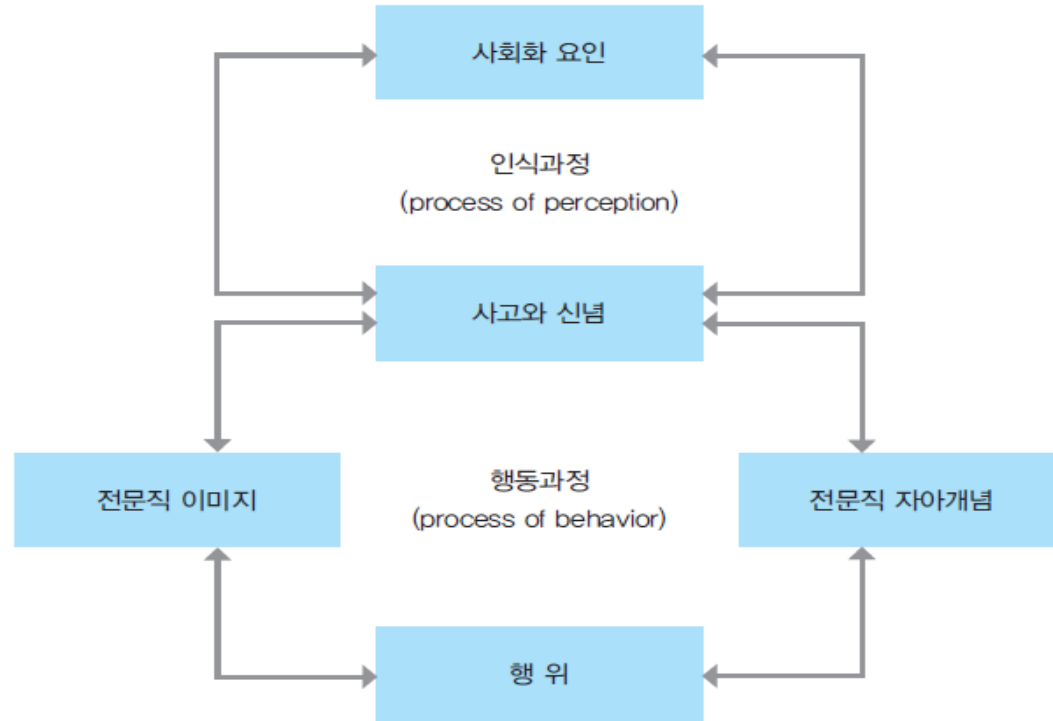 사회화 요인
인식과정
(process of perception)
사고와 신념
전문직 이미지
행동과정
(process of behavior)
전문직 자아개념
행 위